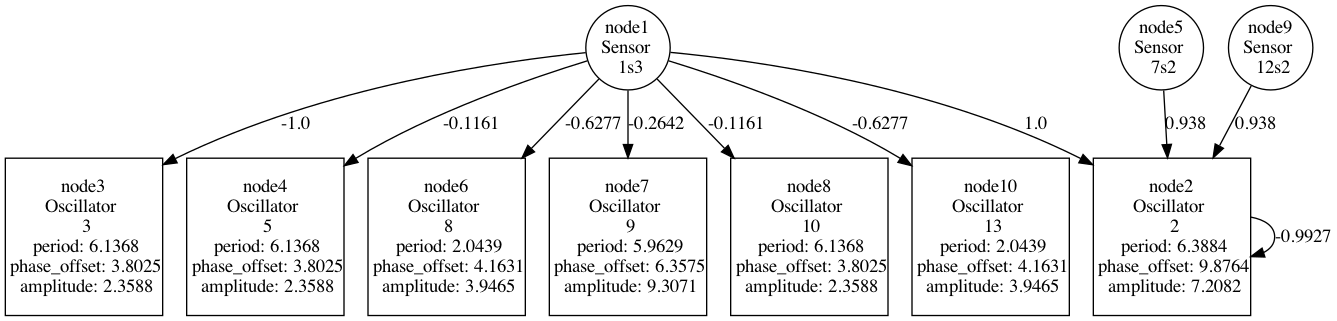 node1
Sensor
1s3
node5
Sensor
7s2
node9
Sensor
12s2
-1.0
-0.1161
-0.6277
-0.2642
-0.1161
-0.6277
1.0
0.938
0.938
node3
Oscillator
3
period: 6.1368
phase_offset: 3.8025
amplitude: 2.3588
node4
Oscillator
5
period: 6.1368
phase_offset: 3.8025
amplitude: 2.3588
node6
Oscillator
8
period: 2.0439
phase_offset: 4.1631
amplitude: 3.9465
node7
Oscillator
9
period: 5.9629
phase_offset: 6.3575
amplitude: 9.3071
node8
Oscillator
10
period: 6.1368
phase_offset: 3.8025
amplitude: 2.3588
node10
Oscillator
13
period: 2.0439
phase_offset: 4.1631
amplitude: 3.9465
node2
Oscillator
2
period: 6.3884
phase_offset: 9.8764
amplitude: 7.2082
-0.9927